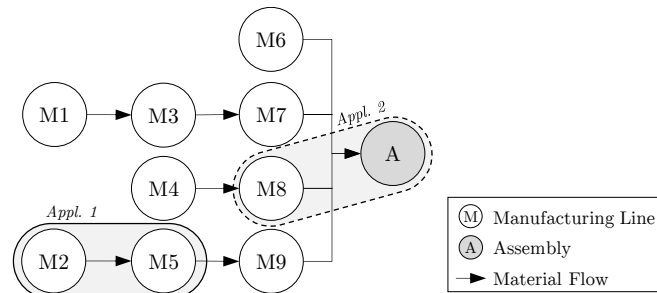 M6
Appl. 2
M1
M3
M7
A
M4
M8
Appl. 1
M2
M5
M9
M Manufacturing Line
A Assembly
Material Flow